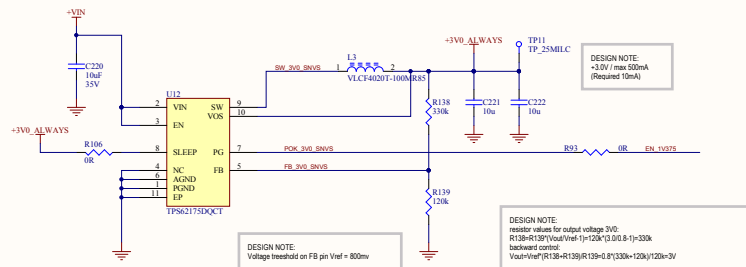 +VIN
C220
10uF
35V
U12
2 VIN SW 9
VOS 10
3 EN
8 SLEEP PG 7
4 NC FB 5
6 AGND
1 PGND
11 EP
TPS62175DQCT
+3V0_ALWAYS
R106
0R
SW_3V0_SNVS
L3
1 2
VLCF4020T-100MR85
+3V0_ALWAYS
TP11
TP_25MILC
R138
330k
C221
10u
C222
10u
POK_3V0_SNVS
R93 0R
EN_1V375
FB_3V0_SNVS
R139
120k
DESIGN NOTE:
+3.0V / max 500mA
(Required 10mA)
DESIGN NOTE:
Voltage treeshold on FB pin Vref = 800mv
DESIGN NOTE:
resistor values for output voltage 3V0:
R138=R139*(Vout/Vref-1)=120k*(3.0/0.8-1)=330k
backward control:
Vout=Vref*(R138+R139)/R139=0.8*(330k+120k)/120k=3V